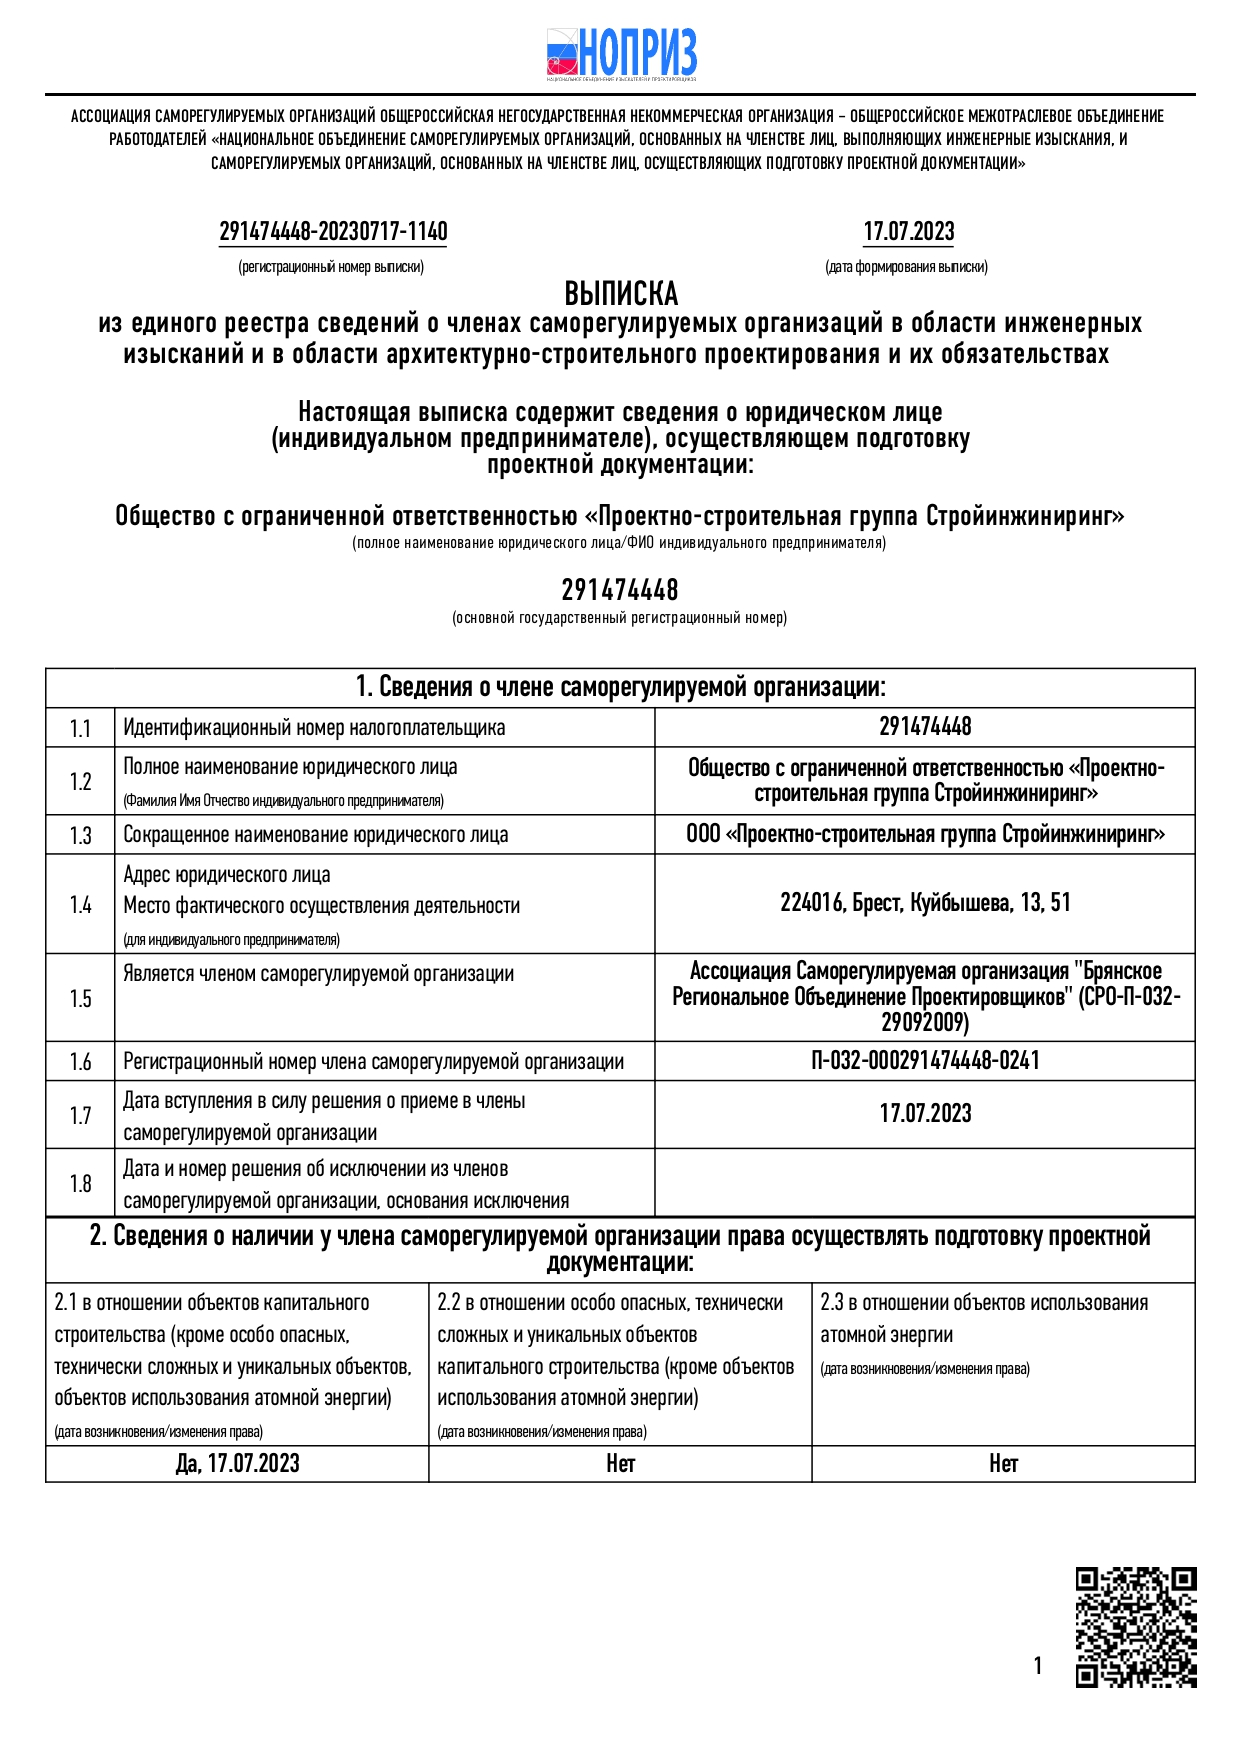 НОПРИЗ
НАЦИОНАЛЬНОЕ ОБЪЕДИНЕНИЕ ИЗЫСКАТЕЛЕЙ И ПРОЕКТИРОВЩИКОВ
АССОЦИАЦИЯ САМОРЕГУЛИРУЕМЫХ ОРГАНИЗАЦИЙ ОБЩЕРОССИЙСКАЯ НЕГОСУДАРСТВЕННАЯ НЕКОММЕРЧЕСКАЯ ОРГАНИЗАЦИЯ – ОБЩЕРОССИЙСКОЕ МЕЖОТРАСЛЕВОЕ ОБЪЕДИНЕНИЕ
РАБОТОДАТЕЛЕЙ «НАЦИОНАЛЬНОЕ ОБЪЕДИНЕНИЕ САМОРЕГУЛИРУЕМЫХ ОРГАНИЗАЦИЙ, ОСНОВАННЫХ НА ЧЛЕНСТВЕ ЛИЦ, ВЫПОЛНЯЮЩИХ ИНЖЕНЕРНЫЕ ИЗЫСКАНИЯ, И
САМОРЕГУЛИРУЕМЫХ ОРГАНИЗАЦИЙ, ОСНОВАННЫХ НА ЧЛЕНСТВЕ ЛИЦ, ОСУЩЕСТВЛЯЮЩИХ ПОДГОТОВКУ ПРОЕКТНОЙ ДОКУМЕНТАЦИИ»
291474448-20230717-1140
(регистрационный номер выписки)
17.07.2023
(дата формирования выписки)
ВЫПИСКА
из единого реестра сведений о членах саморегулируемых организаций в области инженерных
изысканий и в области архитектурно-строительного проектирования и их обязательствах
Настоящая выписка содержит сведения о юридическом лице
(индивидуальном предпринимателе), осуществляющем подготовку
проектной документации:
Общество с ограниченной ответственностью «Проектно-строительная группа Стройинжиниринг»
(полное наименование юридического лица/ФИО индивидуального предпринимателя)
291474448
(основной государственный регистрационный номер)
1. Сведения о члене саморегулируемой организации:
1.1
Идентификационный номер налогоплательщика
291474448
1.2
Полное наименование юридического лица
(Фамилия Имя Отчество индивидуального предпринимателя)
Общество с ограниченной ответственностью «Проектно-
строительная группа Стройинжиниринг»
1.3
Сокращенное наименование юридического лица
ООО «Проектно-строительная группа Стройинжиниринг»
1.4
Адрес юридического лица
Место фактического осуществления деятельности
(для индивидуального предпринимателя)
224016, Брест, Куйбышева, 13, 51
1.5
Является членом саморегулируемой организации
Ассоциация Саморегулируемая организация "Брянское
Региональное Объединение Проектировщиков" (СРО-П-032-
29092009)
1.6
Регистрационный номер члена саморегулируемой организации
П-032-000291474448-0241
1.7
Дата вступления в силу решения о приеме в члены
саморегулируемой организации
17.07.2023
1.8
Дата и номер решения об исключении из членов
саморегулируемой организации, основания исключения
2. Сведения о наличии у члена саморегулируемой организации права осуществлять подготовку проектной
документации:
2.1 в отношении объектов капитального
строительства (кроме особо опасных,
технически сложных и уникальных объектов,
объектов использования атомной энергии)
(дата возникновения/изменения права)
2.2 в отношении особо опасных, технически
сложных и уникальных объектов
капитального строительства (кроме объектов
использования атомной энергии)
(дата возникновения/изменения права)
2.3 в отношении объектов использования
атомной энергии
(дата возникновения/изменения права)
Да, 17.07.2023
Нет
Нет
1